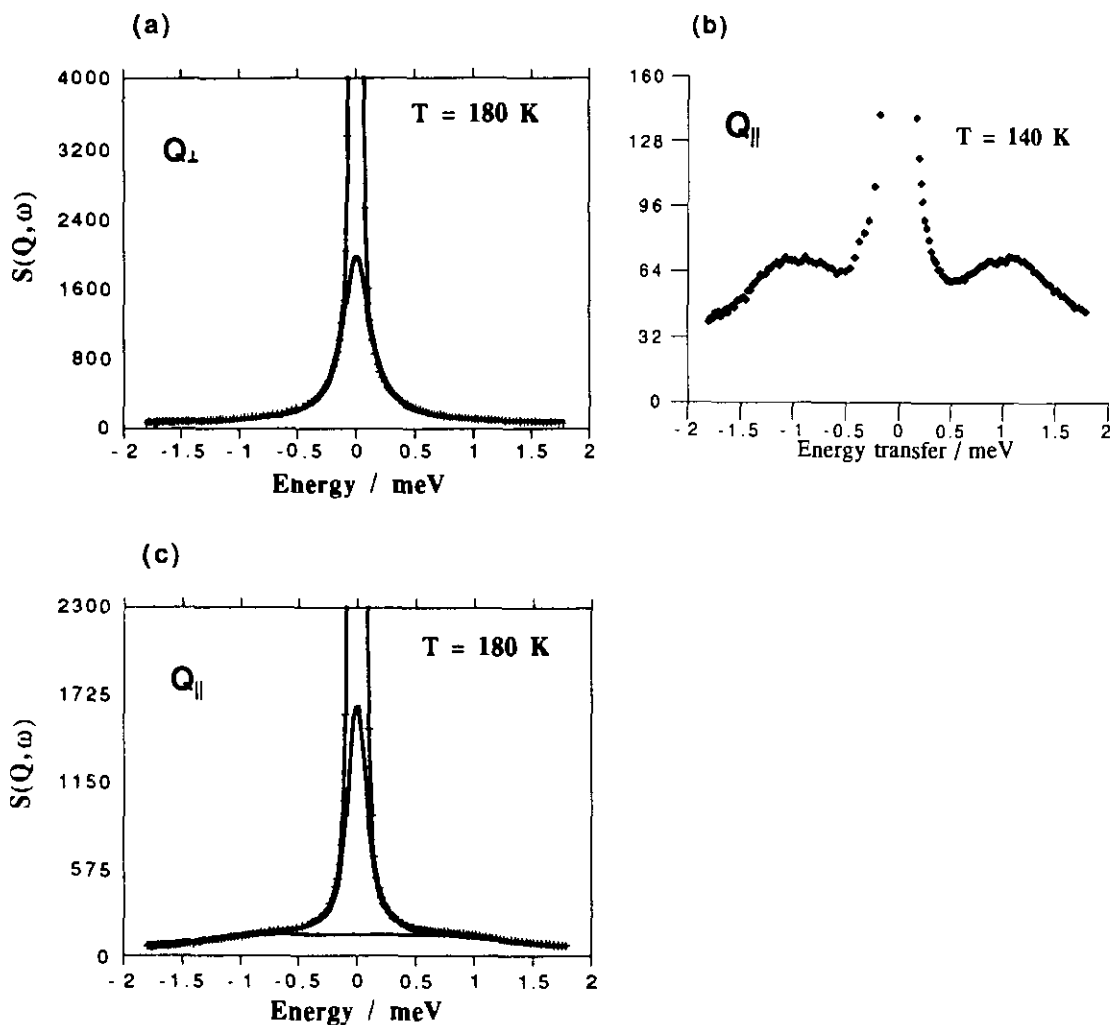 (a)
T = 180 K
Q⊥
S(Q,ω)
4000
3200
2400
1600
800
0
-2 -1.5 -1 -0.5 0 0.5 1 1.5 2
Energy / meV
(b)
Q||
T = 140 K
160
128
96
64
32
0
-2 -1.5 -1 -0.5 0 0.5 1 1.5 2
Energy transfer / meV
(c)
T = 180 K
Q||
S(Q,ω)
2300
1725
1150
575
0
-2 -1.5 -1 -0.5 0 0.5 1 1.5 2
Energy / meV